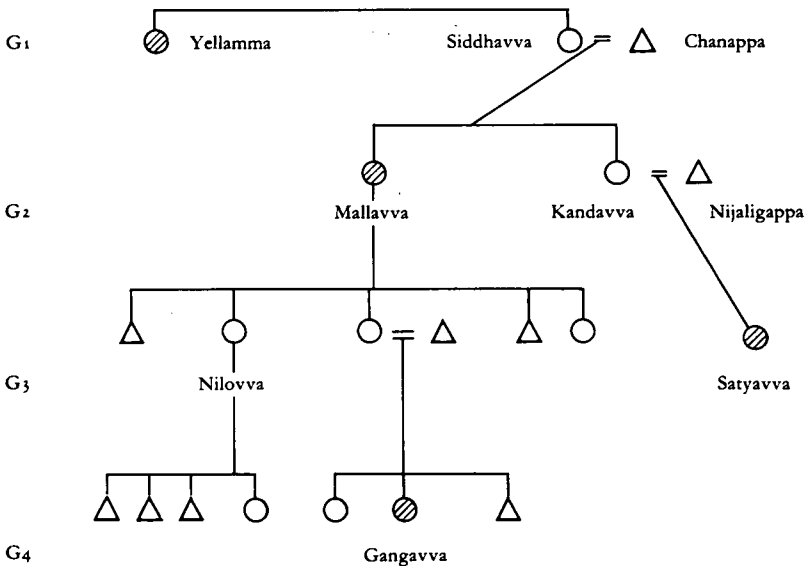 G1 Yellamma Siddhavva Chanappa
G2 Mallavva Kandavva Nijaligappa
G3 Nilovva Satyavva
G4 Gangavva